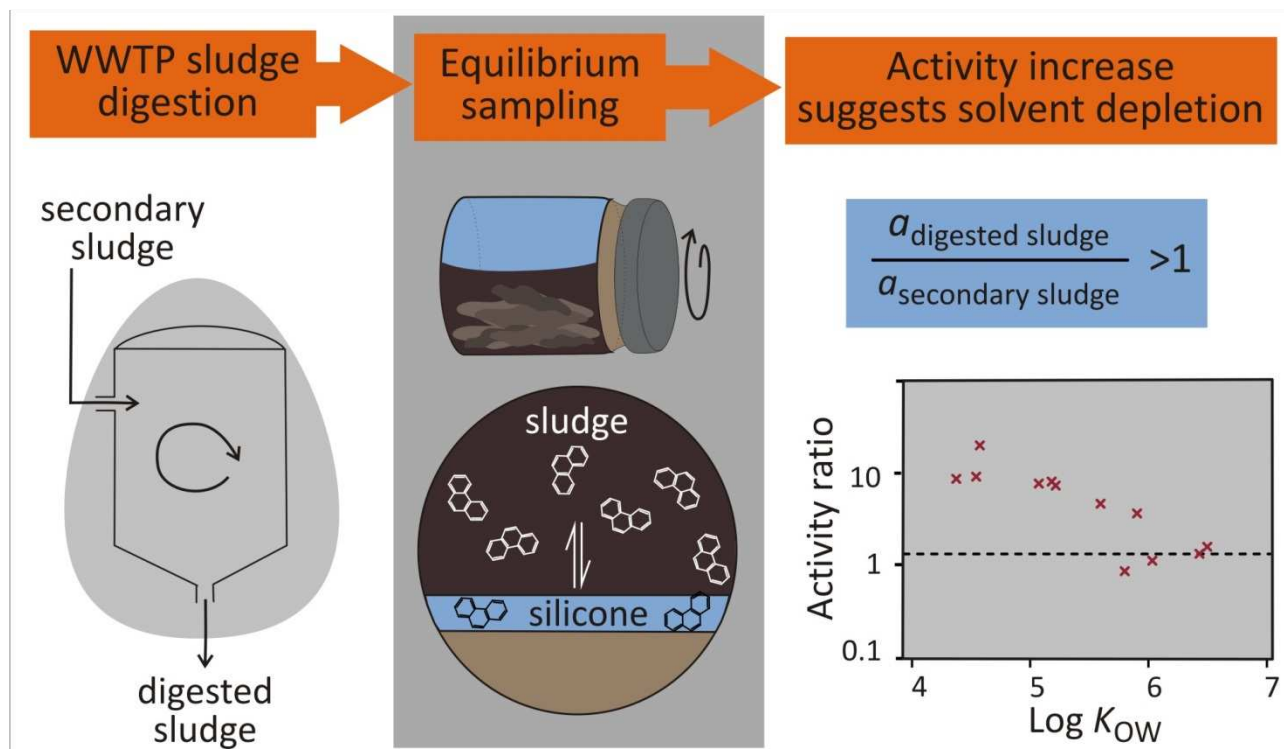 WWTP sludge
digestion
Equilibrium
sampling
Activity increase
suggests solvent depletion
secondary
sludge
digested
sludge
sludge
silicone
a digested sludge
a secondary sludge
>1
Activity ratio
10
1
0.1
4 5 6 7
Log KOW